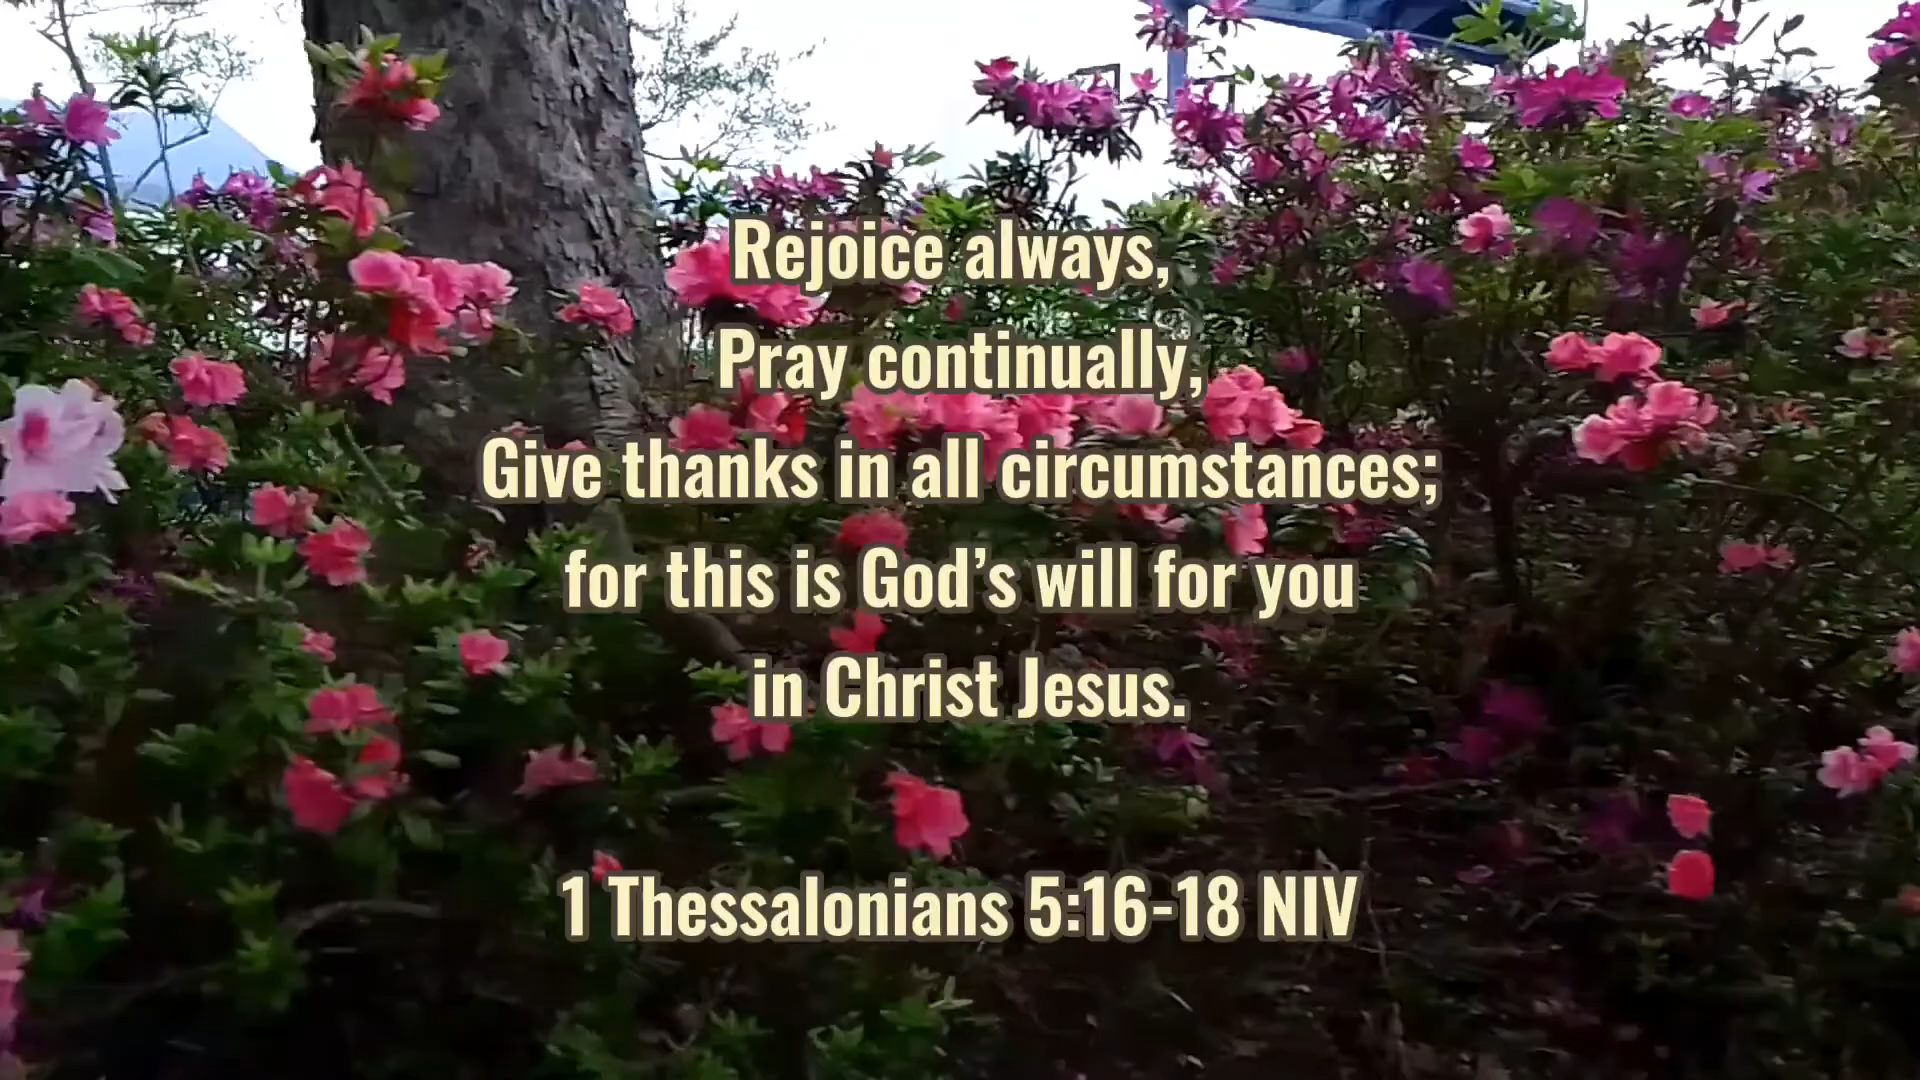 Rejoice always,
Pray continually,
Give thanks in all circumstances;
for this is God’s will for you
in Christ Jesus.
1 Thessalonians 5:16-18 NIV